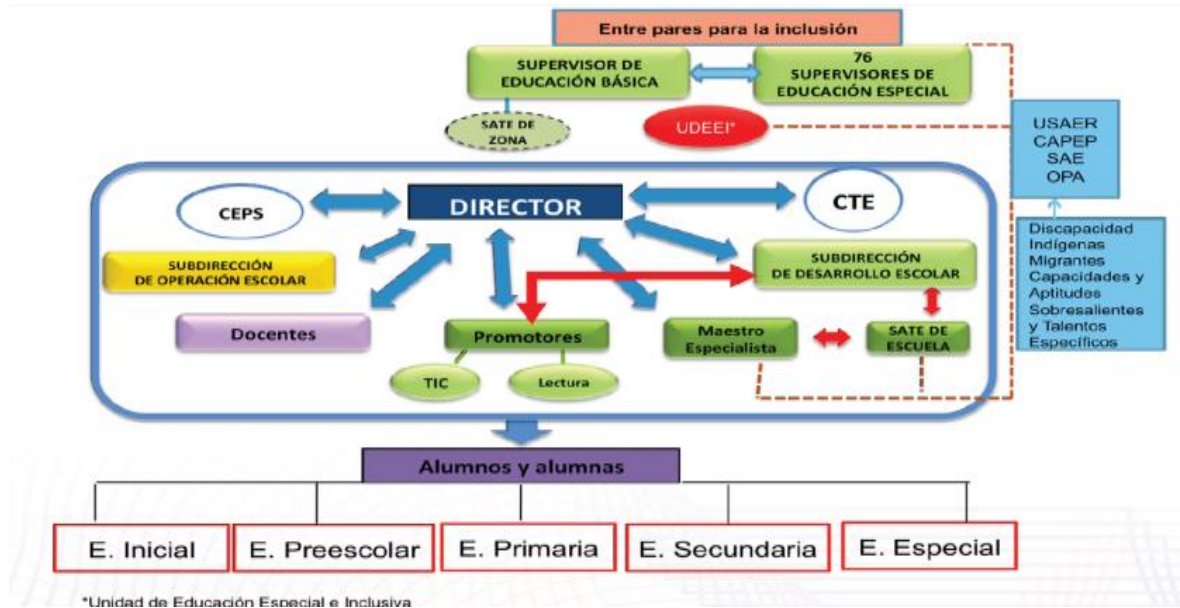 Entre pares para la inclusión
SUPERVISOR DE
EDUCACIÓN BÁSICA
76
SUPERVISORES DE
EDUCACIÓN ESPECIAL
SATE DE
ZONA
UDEEI*
USAER
CAPEP
SAE
OPA
CEPS
DIRECTOR
CTE
Discapacidad
Indígenas
Migrantes
Capacidades y
Aptitudes
Sobresalientes
y Talentos
Específicos
SUBDIRECCIÓN
DE OPERACIÓN ESCOLAR
SUBDIRECCIÓN
DE DESARROLLO ESCOLAR
Docentes
Promotores
Maestro
Especialista
SATE DE
ESCUELA
TIC
Lectura
Alumnos y alumnas
E. Inicial
E. Preescolar
E. Primaria
E. Secundaria
E. Especial
*Unidad de Educación Especial e Inclusiva